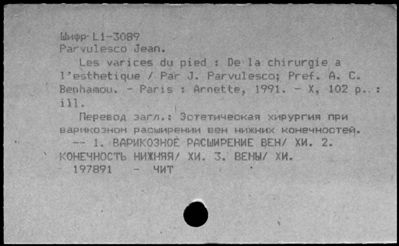 Шифр L1-3089
Parvulesco Jean.
Les varices du pied : De la chirurgie a
l'esthetique / Par J. Parvulesco; Pref. A. C.
Benhamou. - Paris : Arnette, 1991. - X, 102 p. :
ill.
Перевод загл.: Эстетическая хирургия при
варикозном расширении вен нижних конечностей.
-- 1. ВАРИКОЗНОЕ РАСШИРЕНИЕ ВЕН/ ХИ. 2.
КОНЕЧНОСТЬ НИЖНЯЯ/ ХИ. 3. ВЕНЫ/ ХИ.
- 197891 - ЧИТ